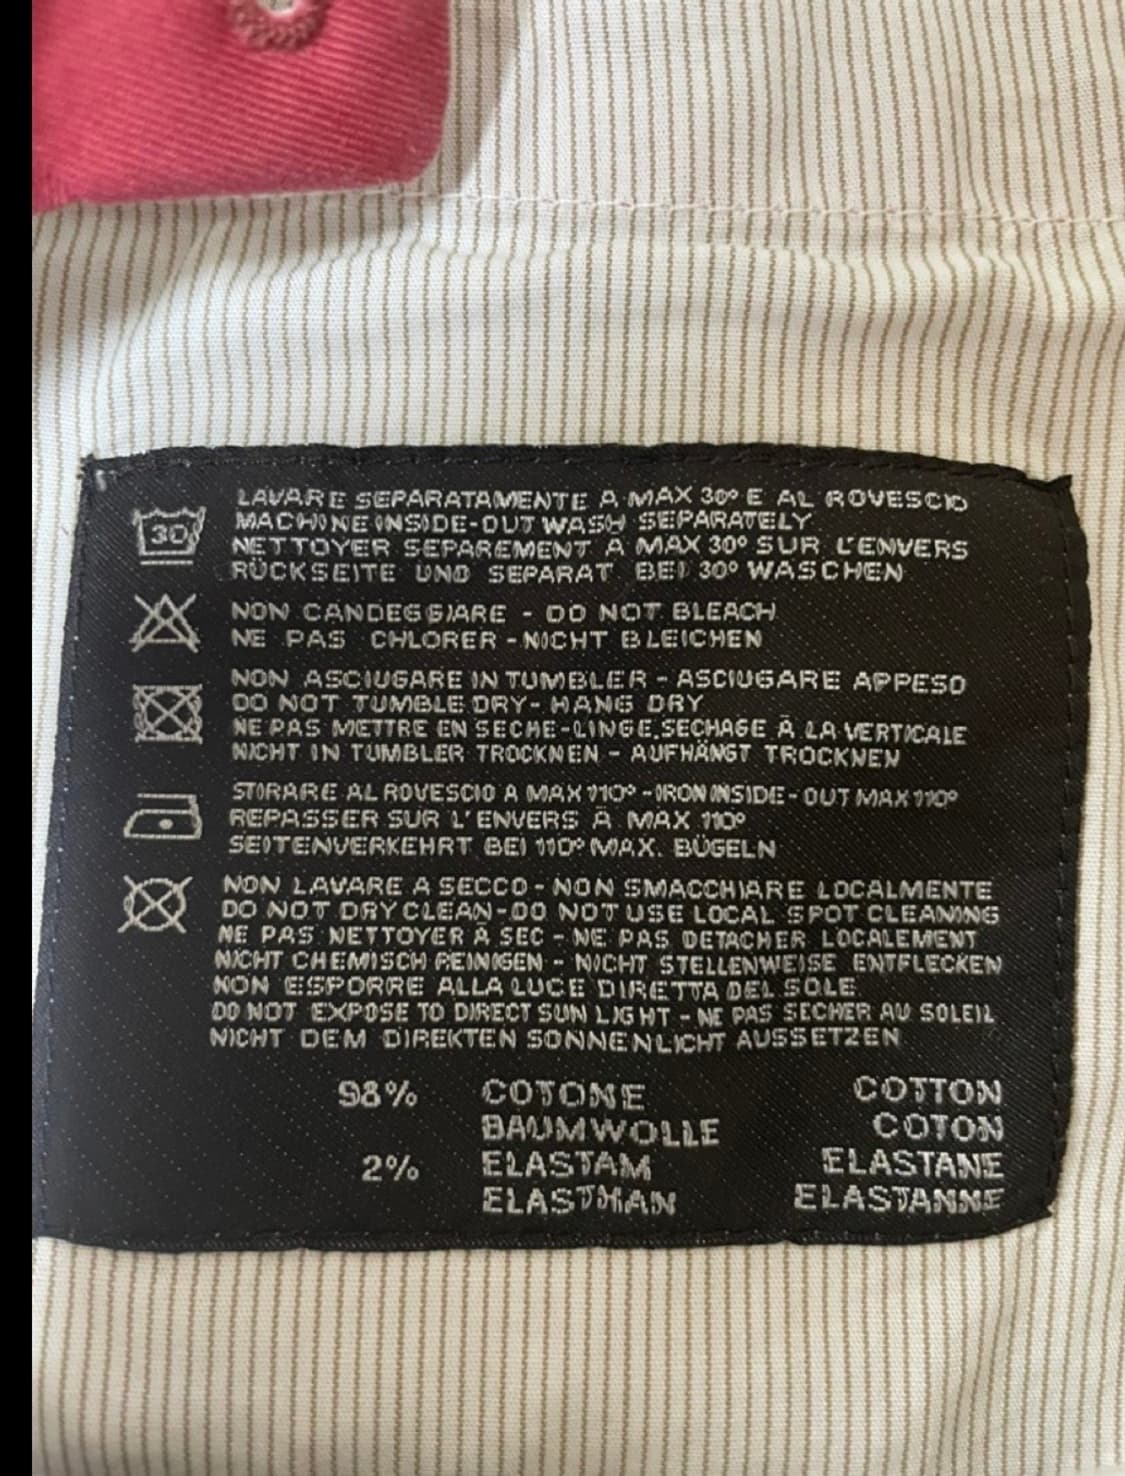 30
LAVARE SEPARATAMENTE A MAX 30° E AL ROVESCIO
MACHINE INSIDE-OUT WASH SEPARATELY
NETTOYER SEPAREMENT A MAX 30° SUR L'ENVERS
RÜCKSEITE UND SEPARAT BEI 30° WASCHEN
NON CANDEGGIARE - DO NOT BLEACH
NE PAS CHLORER - NICHT BLEICHEN
NON ASCIUGARE IN TUMBLER - ASCIUGARE APPESO
DO NOT TUMBLE DRY- HANG DRY
NE PAS METTRE EN SECHE-LINGE.SECHAGE À LA VERTICALE
NICHT IN TUMBLER TROCKNEN - AUFHÄNGT TROCKNEN
STIRARE AL ROVESCIO A MAX 110° - IRON INSIDE - OUT MAX 110°
REPASSER SUR L'ENVERS À MAX 110°
SEITENVERKEHRT BEI 110° MAX. BÜGELN
NON LAVARE A SECCO - NON SMACCHIARE LOCALMENTE
DO NOT DRY CLEAN-DO NOT USE LOCAL SPOT CLEANING
NE PAS NETTOYER À SEC - NE PAS DETACHER LOCALEMENT
NICHT CHEMISCH REINIGEN - NICHT STELLENWEISE ENTFLECKEN
NON ESPORRE ALLA LUCE DIRETTA DEL SOLE
DO NOT EXPOSE TO DIRECT SUN LIGHT - NE PAS SECHER AU SOLEIL
NICHT DEM DIREKTEN SONNENLICHT AUSSETZEN
98% COTONE COTTON
BAUMWOLLE COTON
2% ELASTAM ELASTANE
ELASTHAN ELASTANNE